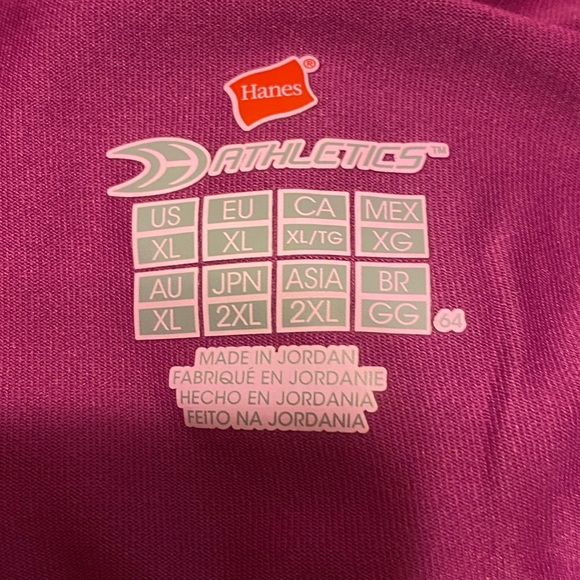 Hanes®
ATHLETICS™
US EU CA MEX
XL XL XL/TG XG
AU JPN ASIA BR
XL 2XL 2XL GG 64
MADE IN JORDAN
FABRIQUÉ EN JORDANIE
HECHO EN JORDANIA
FEITO NA JORDANIA